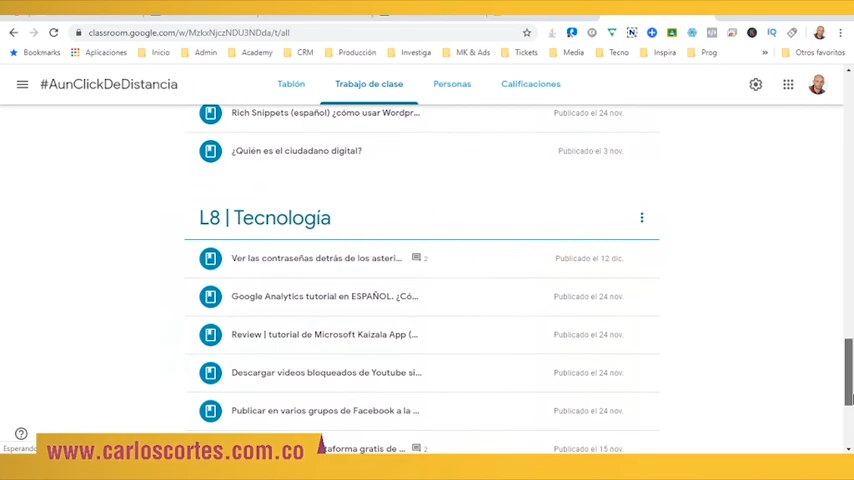 classroom.google.com/w/MzkxNjczNDU3NDda/t/all
Bookmarks Aplicaciones Inicio Admin Academy CRM Producción Investiga MK & Ads Tickets Media Tecno Inspira Prog » Otros favoritos
#AunClickDeDistancia Tablón Trabajo de clase Personas Calificaciones
Rich Snippets (español) ¿cómo usar Wordpr... Publicado el 24 nov.
¿Quién es el ciudadano digital? Publicado el 3 nov.
L8 | Tecnología
Ver las contraseñas detrás de los asteri... 2 Publicado el 12 dic.
Google Analytics tutorial en ESPAÑOL. ¿Có... Publicado el 24 nov.
Review | tutorial de Microsoft Kaizala App (... Publicado el 24 nov.
Descargar videos bloqueados de Youtube si... Publicado el 24 nov.
Publicar en varios grupos de Facebook a la ... Publicado el 24 nov.
Esperando
taforma gratis de ... 2 Publicado el 15 nov.
www.carloscortes.com.co